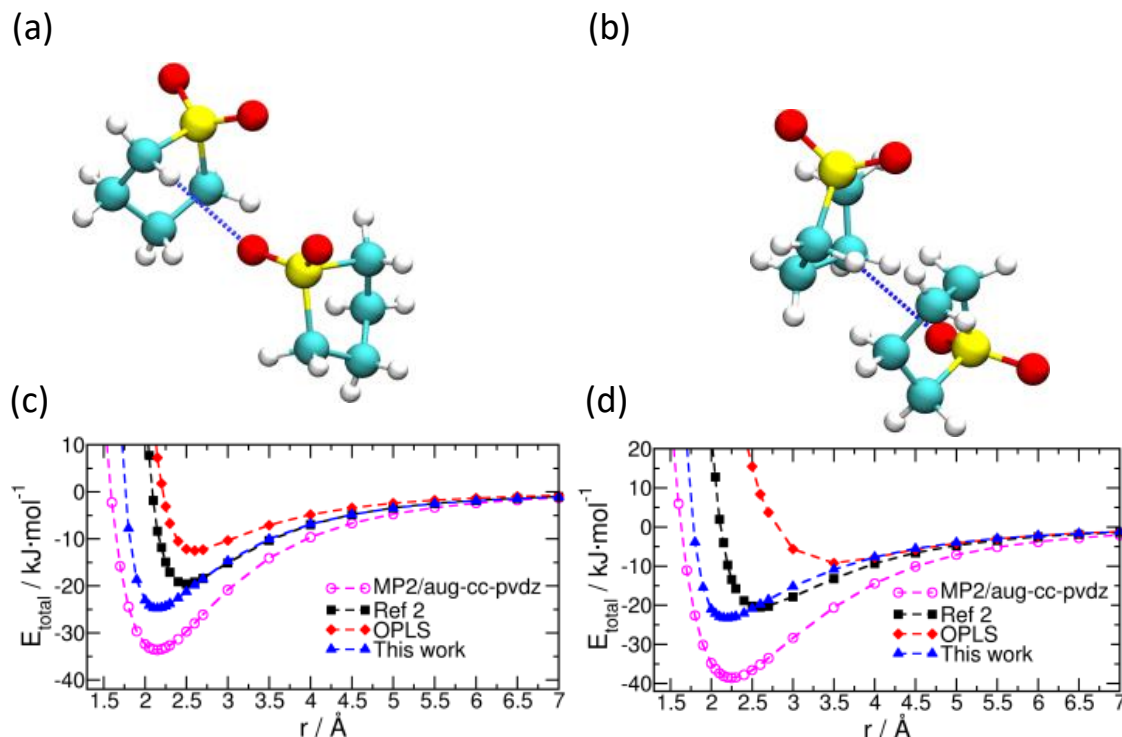 (a)
(b)
(c)
(d)
10
0
-10
-20
-30
-40
E_total / kJ·mol⁻¹
MP2/aug-cc-pvdz
Ref 2
OPLS
This work
1.5 2 2.5 3 3.5 4 4.5 5 5.5 6 6.5 7
r / Å
20
10
0
-10
-20
-30
-40
E_total / kJ·mol⁻¹
MP2/aug-cc-pvdz
Ref 2
OPLS
This work
1.5 2 2.5 3 3.5 4 4.5 5 5.5 6 6.5 7
r / Å